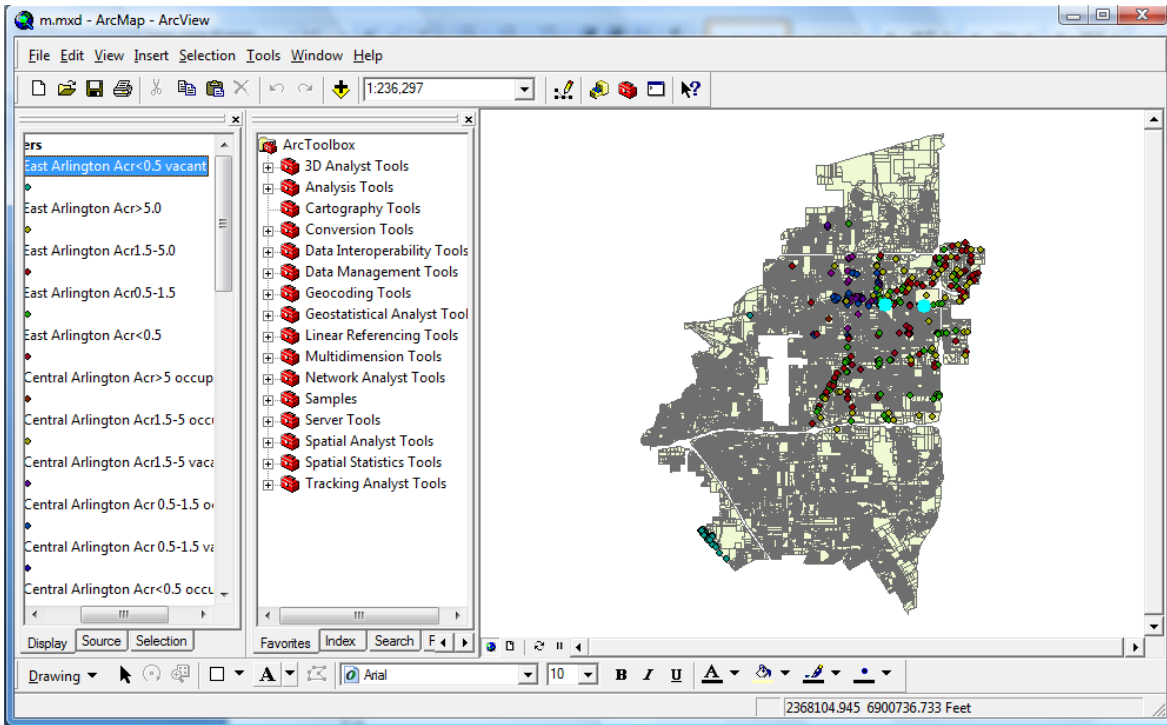 m.mxd - ArcMap - ArcView
File Edit View Insert Selection Tools Window Help
1:236,297
ers
East Arlington Acr<0.5 vacant
East Arlington Acr>5.0
East Arlington Acr1.5-5.0
East Arlington Acr0.5-1.5
East Arlington Acr<0.5
Central Arlington Acr>5 occup
Central Arlington Acr1.5-5 occu
Central Arlington Acr1.5-5 vaca
Central Arlington Acr 0.5-1.5 o
Central Arlington Acr 0.5-1.5 va
Central Arlington Acr<0.5 occu
Display Source Selection
ArcToolbox
3D Analyst Tools
Analysis Tools
Cartography Tools
Conversion Tools
Data Interoperability Tools
Data Management Tools
Geocoding Tools
Geostatistical Analyst Tool
Linear Referencing Tools
Multidimension Tools
Network Analyst Tools
Samples
Server Tools
Spatial Analyst Tools
Spatial Statistics Tools
Tracking Analyst Tools
Favorites Index Search
Drawing A Arial 10 B I U A
2368104.945 6900736.733 Feet